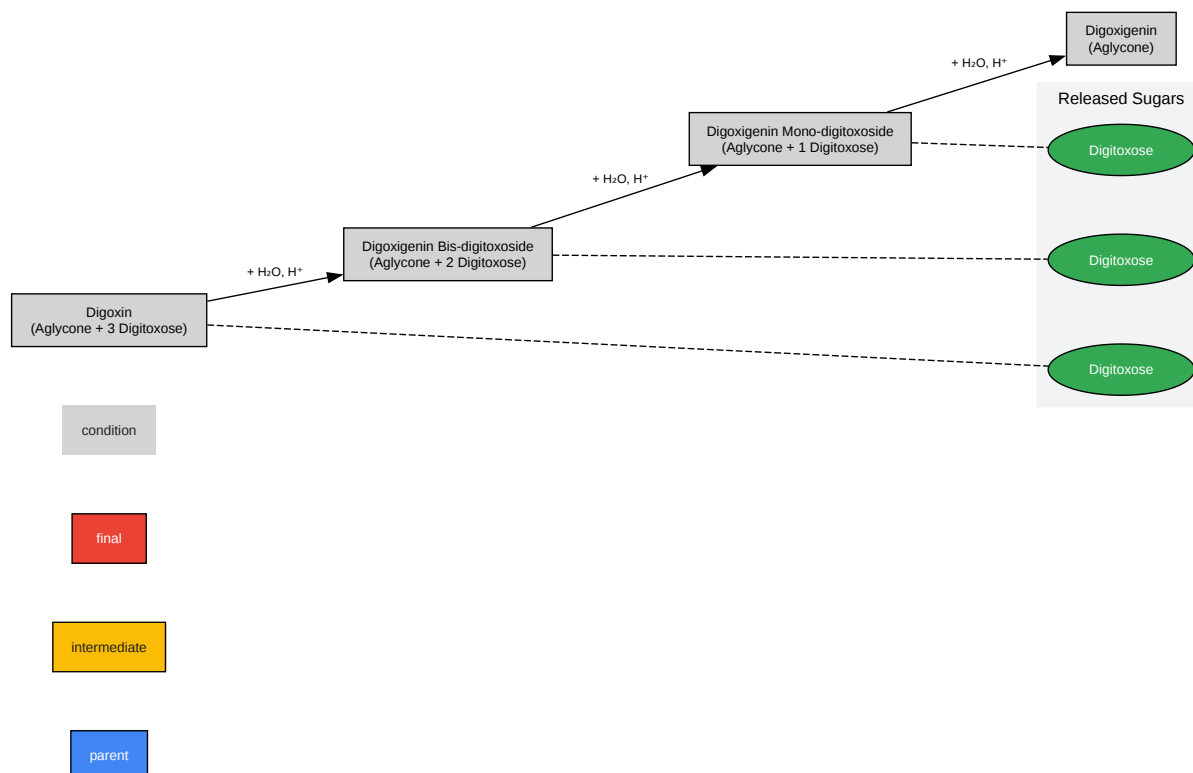 Digoxigenin
(Aglycone)
+ H₂O, H⁺
Released Sugars
Digoxigenin Mono-digitoxoside
(Aglycone + 1 Digitoxose)
Digitoxose
+ H₂O, H⁺
Digoxigenin Bis-digitoxoside
(Aglycone + 2 Digitoxose)
Digitoxose
+ H₂O, H⁺
Digoxin
(Aglycone + 3 Digitoxose)
Digitoxose
condition
final
intermediate
parent